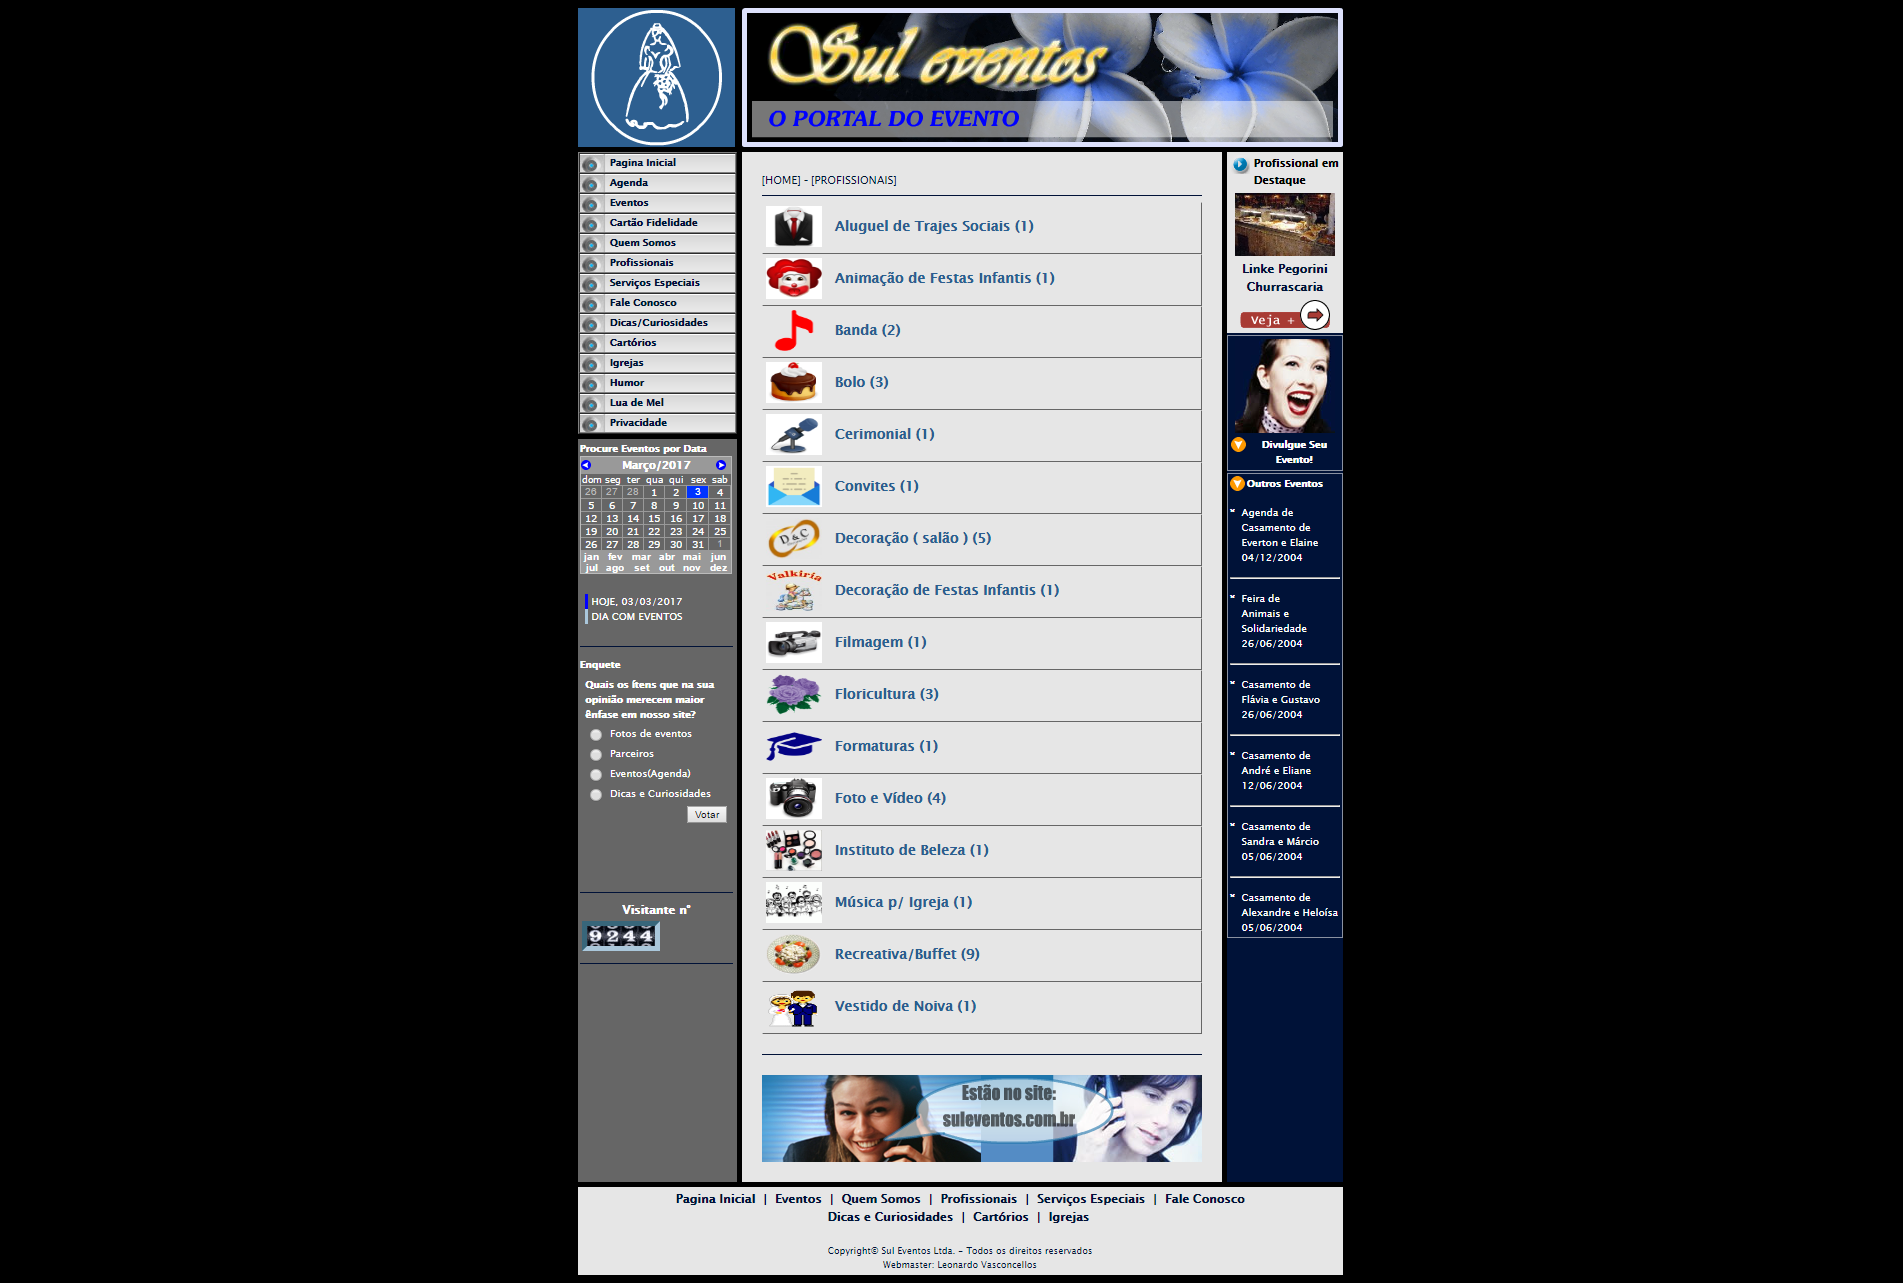 Sul eventos
O PORTAL DO EVENTO
Pagina Inicial
Agenda
Eventos
Cartão Fidelidade
Quem Somos
Profissionais
Serviços Especiais
Fale Conosco
Dicas/Curiosidades
Cartórios
Igrejas
Humor
Lua de Mel
Privacidade
Procure Eventos por Data
Março/2017
dom seg ter qua qui sex sab
26 27 28 1 2 3 4
5 6 7 8 9 10 11
12 13 14 15 16 17 18
19 20 21 22 23 24 25
26 27 28 29 30 31 1
jan fev mar abr mai jun
jul ago set out nov dez
HOJE, 03/03/2017
DIA COM EVENTOS
Enquete
Quais os ítens que na sua
opinião merecem maior
ênfase em nosso site?
Fotos de eventos
Parceiros
Eventos(Agenda)
Dicas e Curiosidades
Votar
Visitante n°
9244
[HOME] - [PROFISSIONAIS]
Aluguel de Trajes Sociais (1)
Animação de Festas Infantis (1)
Banda (2)
Bolo (3)
Cerimonial (1)
Convites (1)
D&C
Decoração ( salão ) (5)
Valkiria
Decoração de Festas Infantis (1)
Filmagem (1)
Floricultura (3)
Formaturas (1)
Foto e Vídeo (4)
Instituto de Beleza (1)
Música p/ Igreja (1)
Recreativa/Buffet (9)
Vestido de Noiva (1)
Estão no site:
suleventos.com.br
Profissional em
Destaque
Linke Pegorini
Churrascaria
Veja +
Divulgue Seu
Evento!
Outros Eventos
Agenda de
Casamento de
Everton e Elaine
04/12/2004
Feira de
Animais e
Solidariedade
26/06/2004
Casamento de
Flávia e Gustavo
26/06/2004
Casamento de
André e Eliane
12/06/2004
Casamento de
Sandra e Márcio
05/06/2004
Casamento de
Alexandre e Heloísa
05/06/2004
Pagina Inicial | Eventos | Quem Somos | Profissionais | Serviços Especiais | Fale Conosco
Dicas e Curiosidades | Cartórios | Igrejas
Copyright© Sul Eventos Ltda. - Todos os direitos reservados
Webmaster: Leonardo Vasconcellos